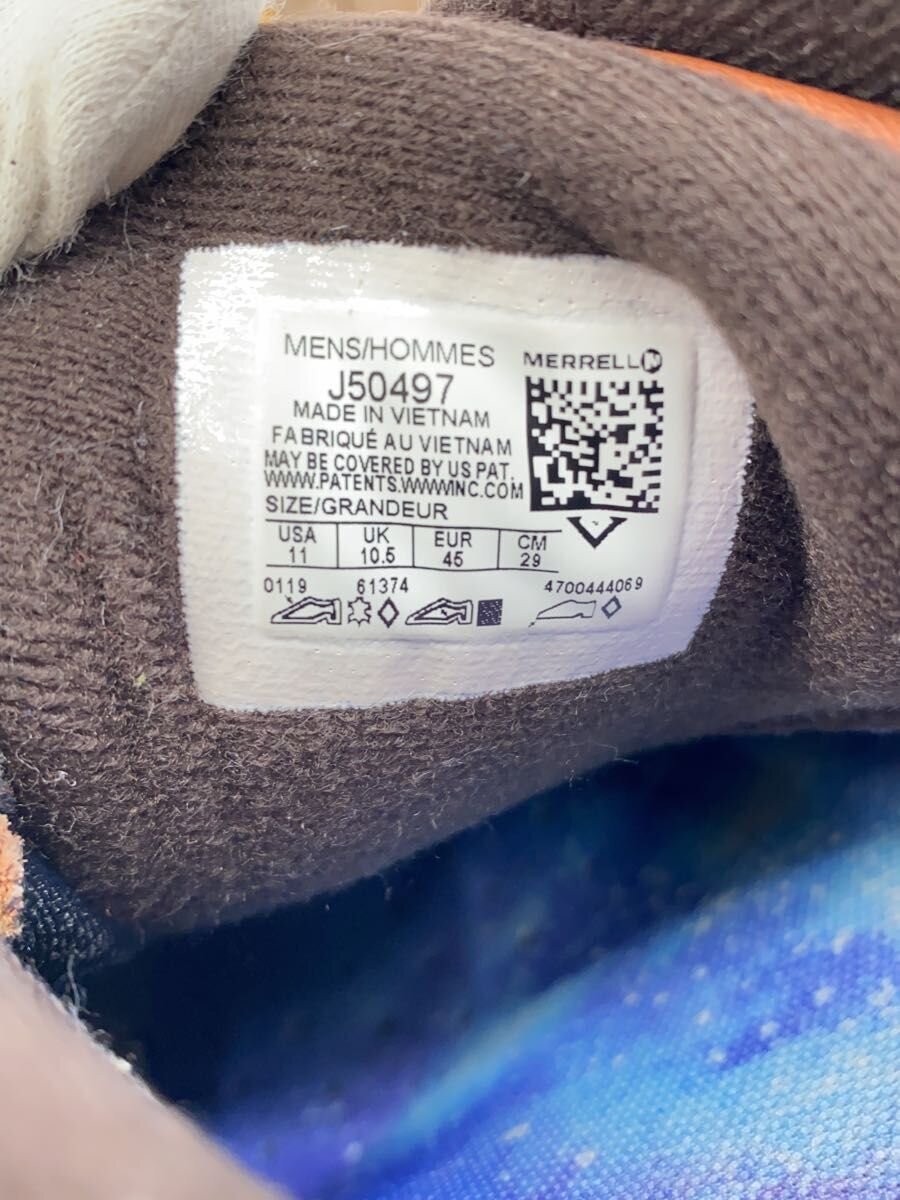 MENS/HOMMES
J50497
MADE IN VIETNAM
FABRIQUÉ AU VIETNAM
MAY BE COVERED BY US PAT.
WWW.PATENTS.WWWINC.COM
MERRELL
SIZE/GRANDEUR
USA UK EUR CM
11 10.5 45 29
0119 61374 4700444069